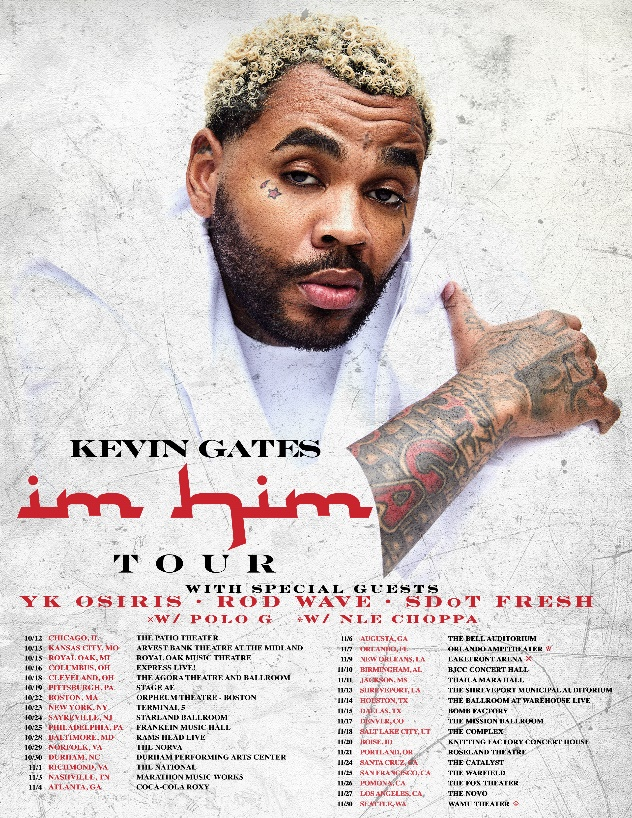 KEVIN GATES
im him
TOUR
WITH SPECIAL GUESTS
YK OSIRIS · ROD WAVE · SDOT FRESH
×W/ POLO G *W/ NLE CHOPPA
10/12 CHICAGO, IL THE PATIO THEATER
10/13 KANSAS CITY, MO ARVEST BANK THEATRE AT THE MIDLAND
10/15 ROYAL OAK, MI ROYAL OAK MUSIC THEATRE
10/16 COLUMBUS, OH EXPRESS LIVE!
10/18 CLEVELAND, OH THE AGORA THEATRE AND BALLROOM
10/19 PITTSBURGH, PA STAGE AE
10/22 BOSTON, MA ORPHEUM THEATRE - BOSTON
10/23 NEW YORK, NY TERMINAL 5
10/24 SAYREVILLE, NJ STARLAND BALLROOM
10/25 PHILADELPHIA, PA FRANKLIN MUSIC HALL
10/28 BALTIMORE, MD RAMS HEAD LIVE
10/29 NORFOLK, VA THE NORVA
10/30 DURHAM, NC DURHAM PERFORMING ARTS CENTER
11/1 RICHMOND, VA THE NATIONAL
11/3 NASHVILLE, TN MARATHON MUSIC WORKS
11/4 ATLANTA, GA COCA-COLA ROXY
11/6 AUGUSTA, GA THE BELL AUDITORIUM
11/7 ORLANDO, FL ORLANDO AMPITHEATER
11/9 NEW ORLEANS, LA LAKEFRONT ARENA
11/10 BIRMINGHAM, AL BJCC CONCERT HALL
11/11 JACKSON, MS THALIA MARA HALL
11/13 SHREVEPORT, LA THE SHREVEPORT MUNICIPAL AUDITORIUM
11/14 HOUSTON, TX THE BALLROOM AT WAREHOUSE LIVE
11/15 DALLAS, TX BOMB FACTORY
11/17 DENVER, CO THE MISSION BALLROOM
11/18 SALT LAKE CITY, UT THE COMPLEX
11/20 BOISE, ID KNITTING FACTORY CONCERT HOUSE
11/21 PORTLAND, OR ROSELAND THEATRE
11/24 SANTA CRUZ, CA THE CATALYST
11/25 SAN FRANCISCO, CA THE WARFIELD
11/26 POMONA, CA THE FOX THEATER
11/27 LOS ANGELES, CA, THE NOVO
11/30 SEATTLE, WA WAMU THEATER